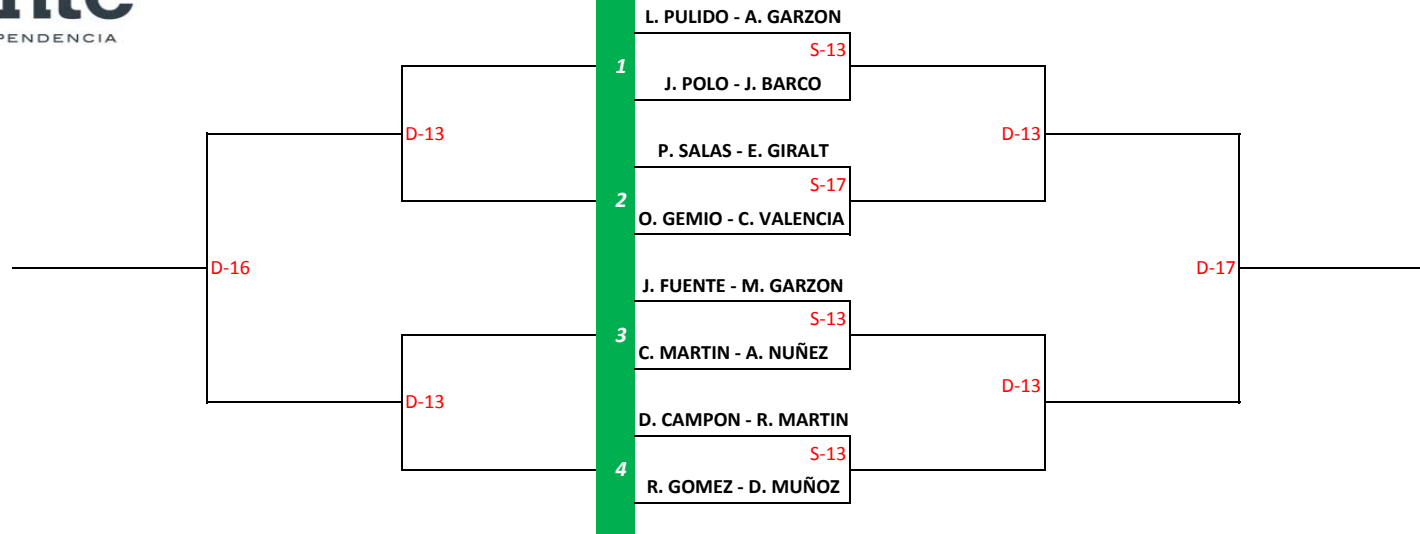 PENDENCIA
L. PULIDO - A. GARZON
S-13
1
J. POLO - J. BARCO
D-13
D-13
P. SALAS - E. GIRALT
S-17
2
O. GEMIO - C. VALENCIA
D-16
D-17
J. FUENTE - M. GARZON
S-13
3
C. MARTIN - A. NUÑEZ
D-13
D-13
D. CAMPON - R. MARTIN
S-13
4
R. GOMEZ - D. MUÑOZ